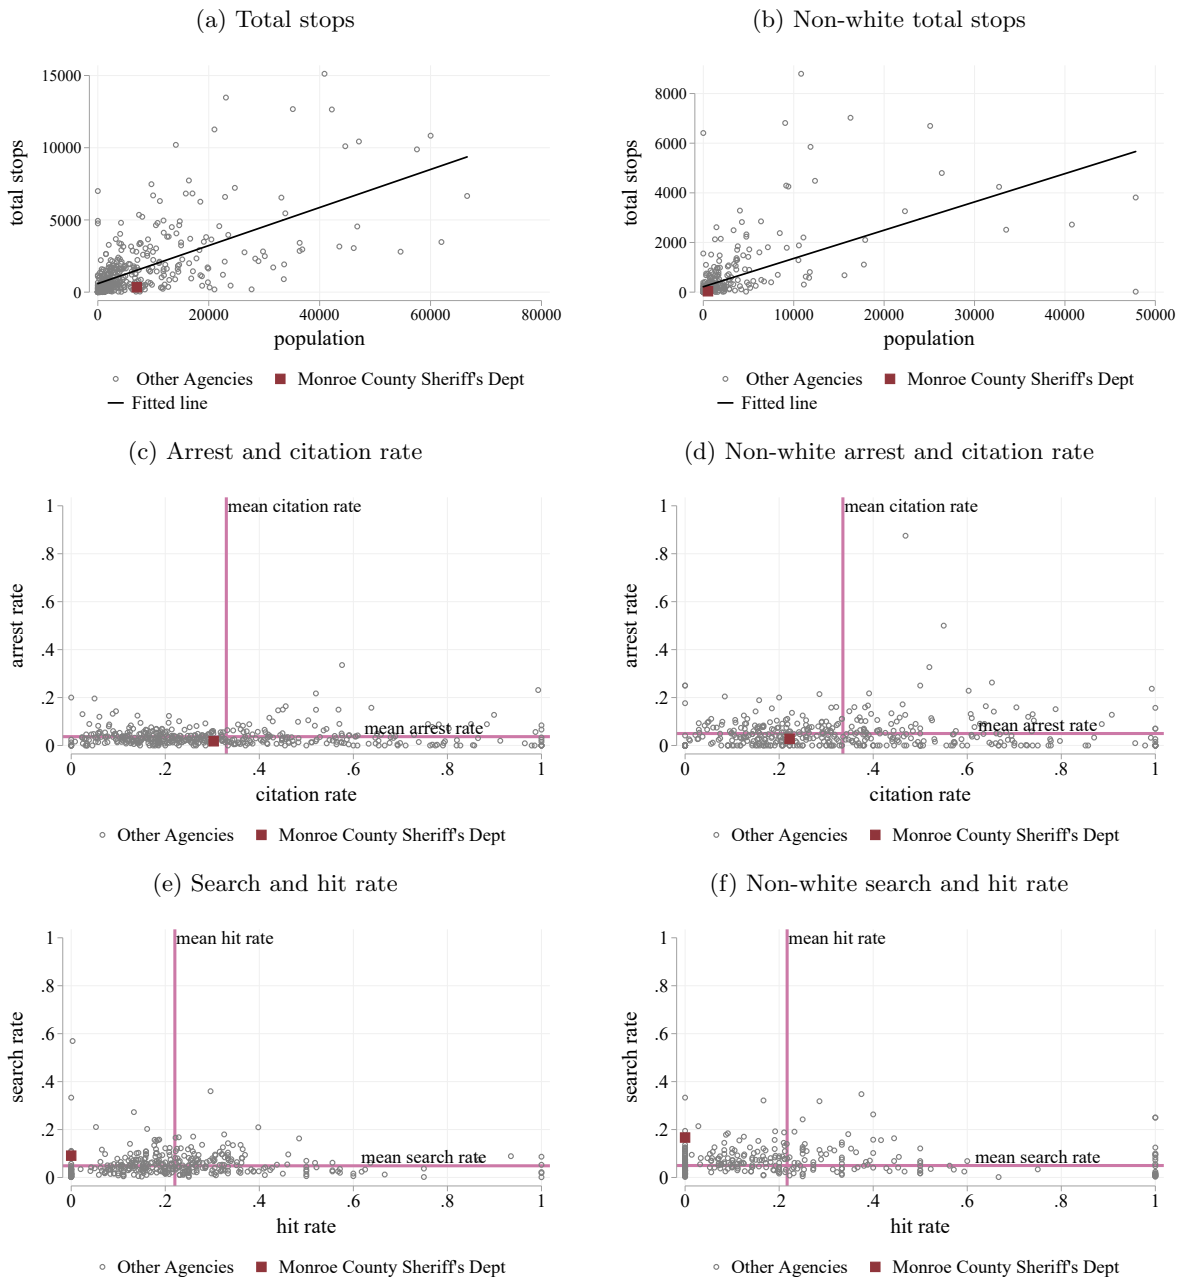 (a) Total stops
(b) Non-white total stops
total stops
15000
10000
5000
0
0 20000 40000 60000 80000
population
Other Agencies Monroe County Sheriff's Dept
Fitted line
total stops
8000
6000
4000
2000
0
0 10000 20000 30000 40000 50000
population
Other Agencies Monroe County Sheriff's Dept
Fitted line
(c) Arrest and citation rate
(d) Non-white arrest and citation rate
arrest rate
1
.8
.6
.4
.2
0
mean citation rate
mean arrest rate
0 .2 .4 .6 .8 1
citation rate
Other Agencies Monroe County Sheriff's Dept
arrest rate
1
.8
.6
.4
.2
0
mean citation rate
mean arrest rate
0 .2 .4 .6 .8 1
citation rate
Other Agencies Monroe County Sheriff's Dept
(e) Search and hit rate
(f) Non-white search and hit rate
search rate
1
.8
.6
.4
.2
0
mean hit rate
mean search rate
0 .2 .4 .6 .8 1
hit rate
Other Agencies Monroe County Sheriff's Dept
search rate
1
.8
.6
.4
.2
0
mean hit rate
mean search rate
0 .2 .4 .6 .8 1
hit rate
Other Agencies Monroe County Sheriff's Dept